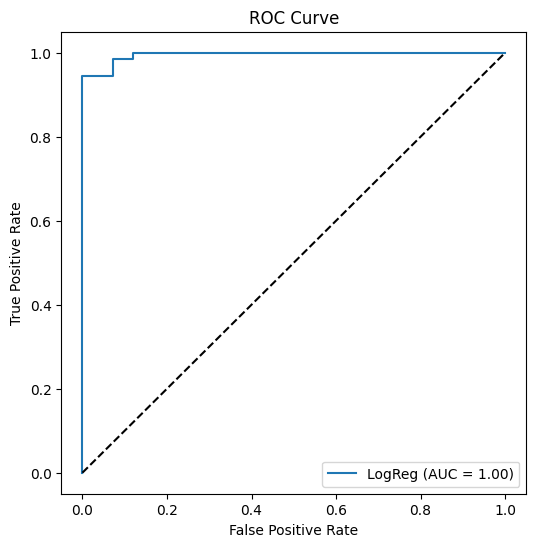 ROC Curve
1.0
0.8
0.6
0.4
0.2
0.0
True Positive Rate
LogReg (AUC = 1.00)
0.0 0.2 0.4 0.6 0.8 1.0
False Positive Rate